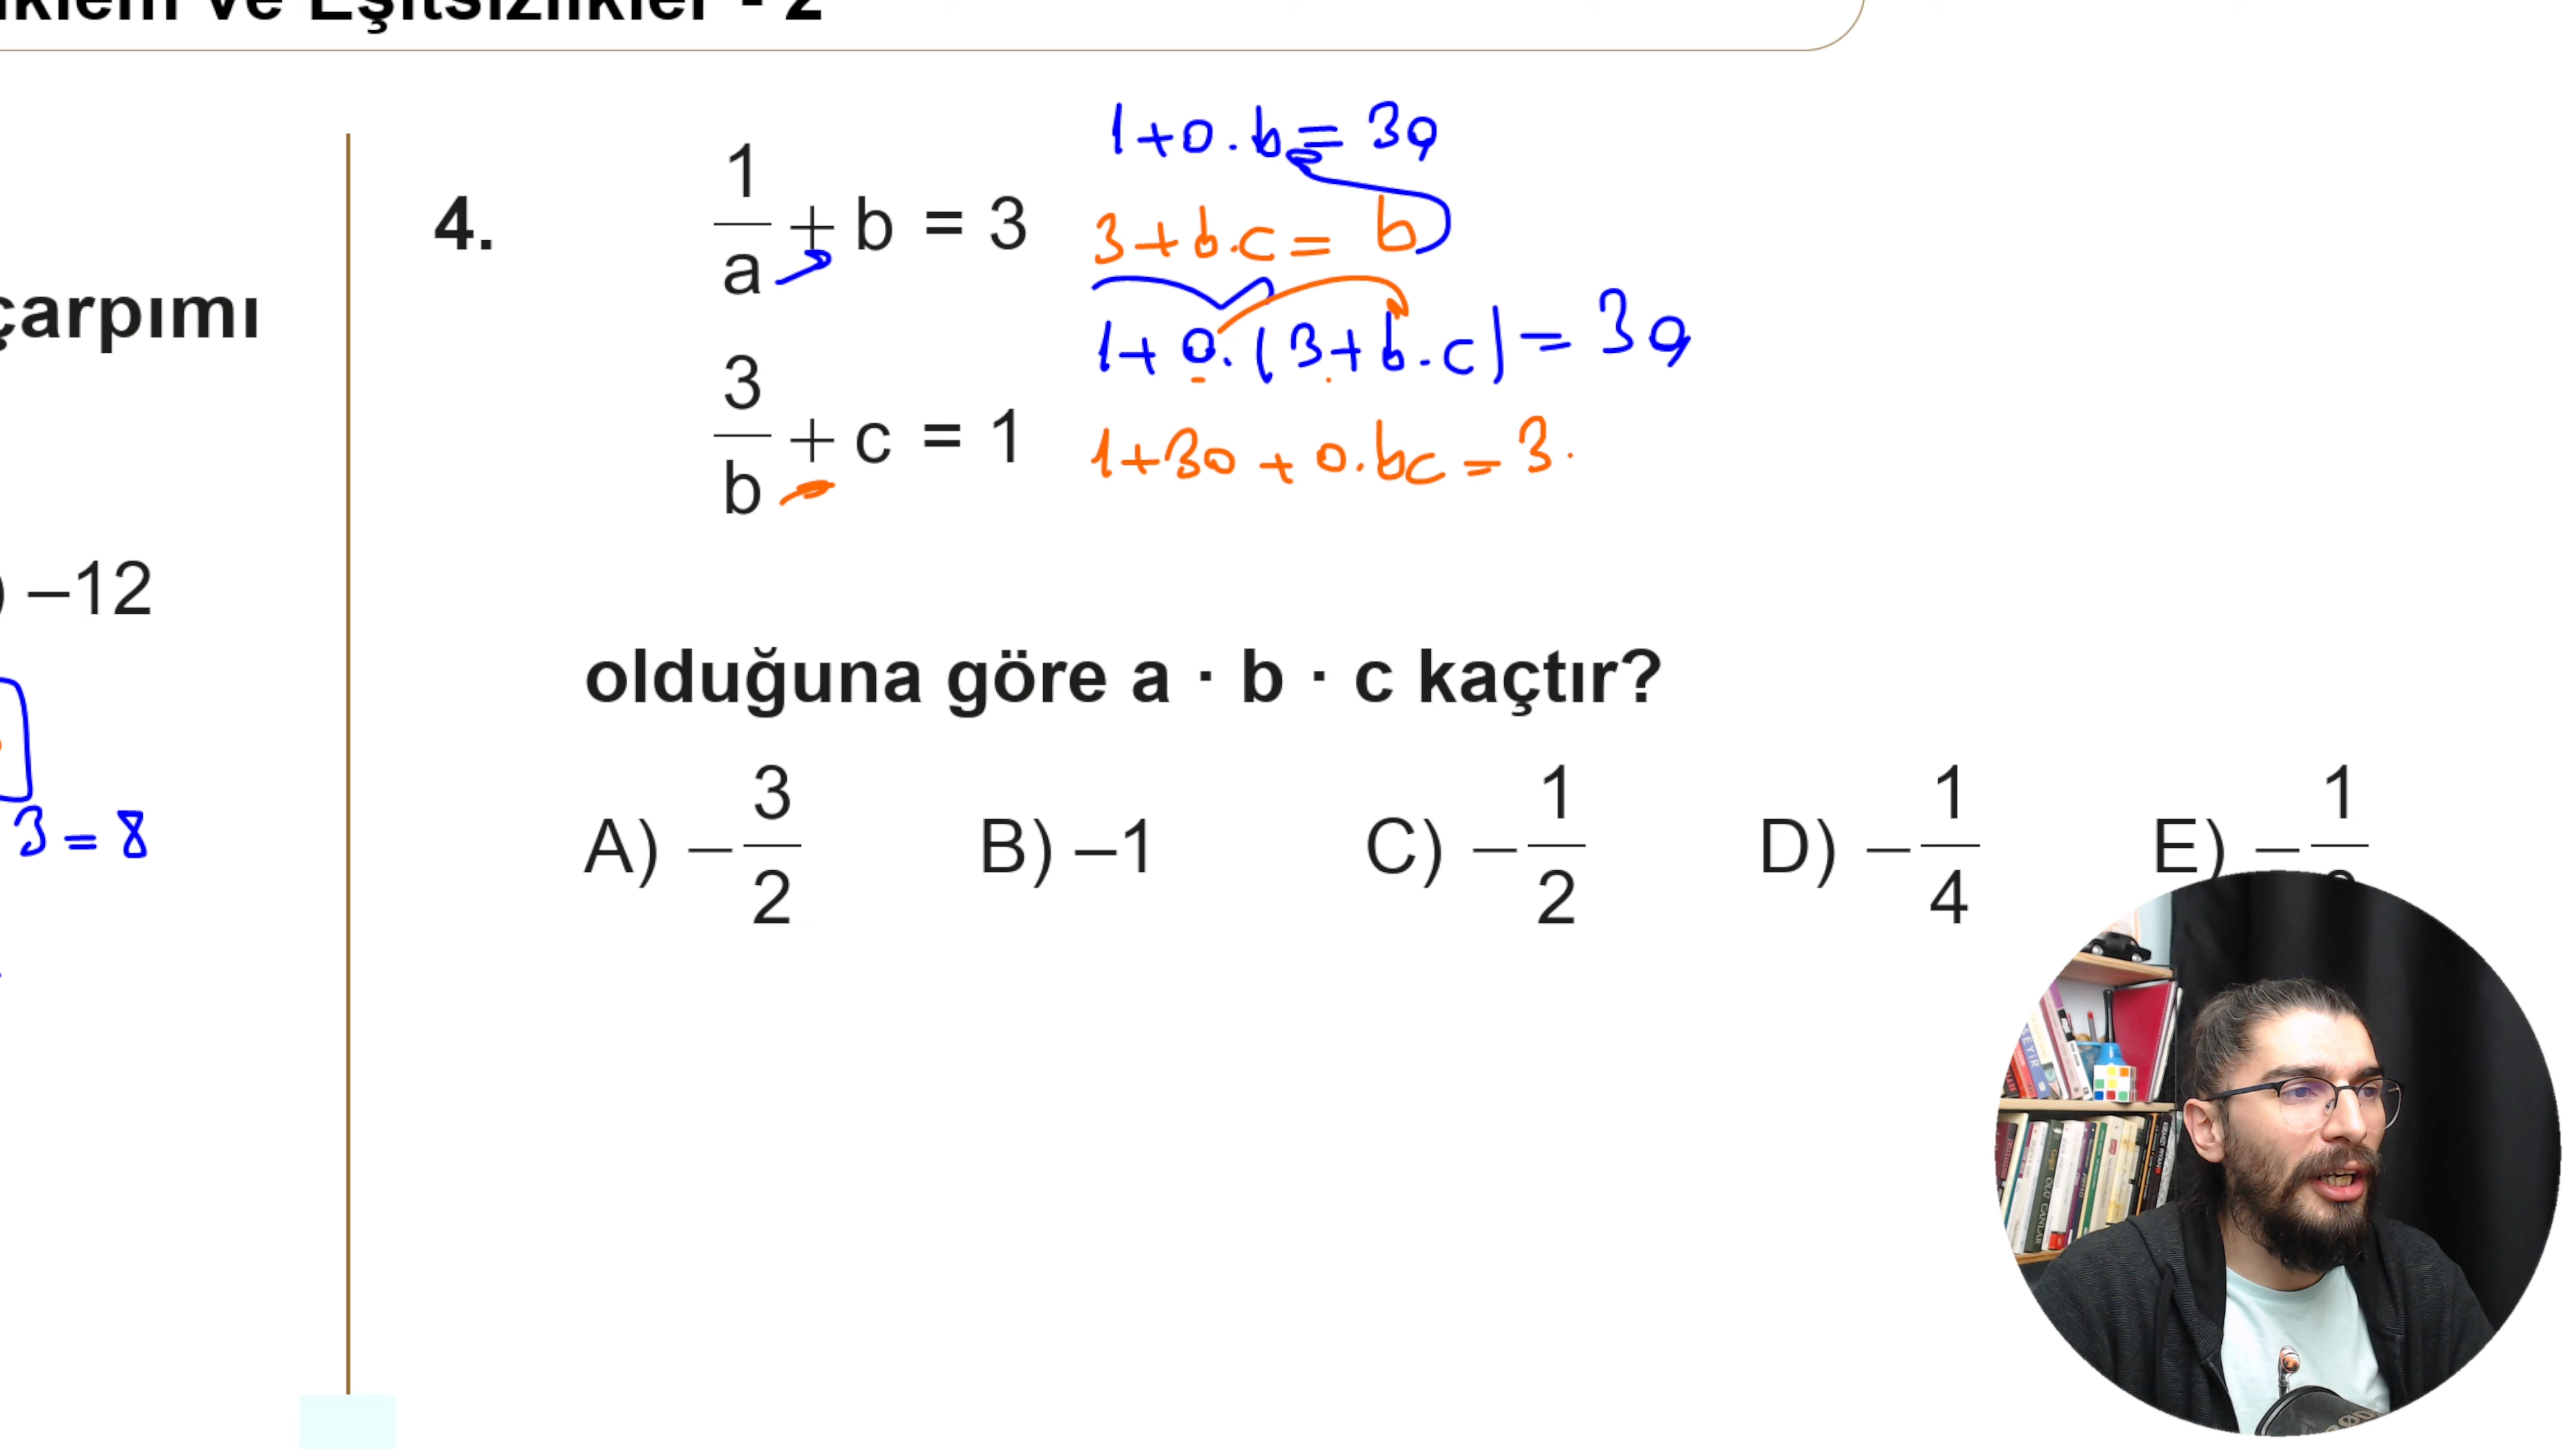 ve Eşitsizlikler - 2
1+a.b = 3a
4. 1/a + b = 3
3+b.c = b
çarpımı
1+a.(3+b.c) = 3a
3/b + c = 1
1+3a + a.bc = 3.
) –12
olduğuna göre a · b · c kaçtır?
3 = 8
A) –3/2 B) –1 C) –1/2 D) –1/4 E) –1/